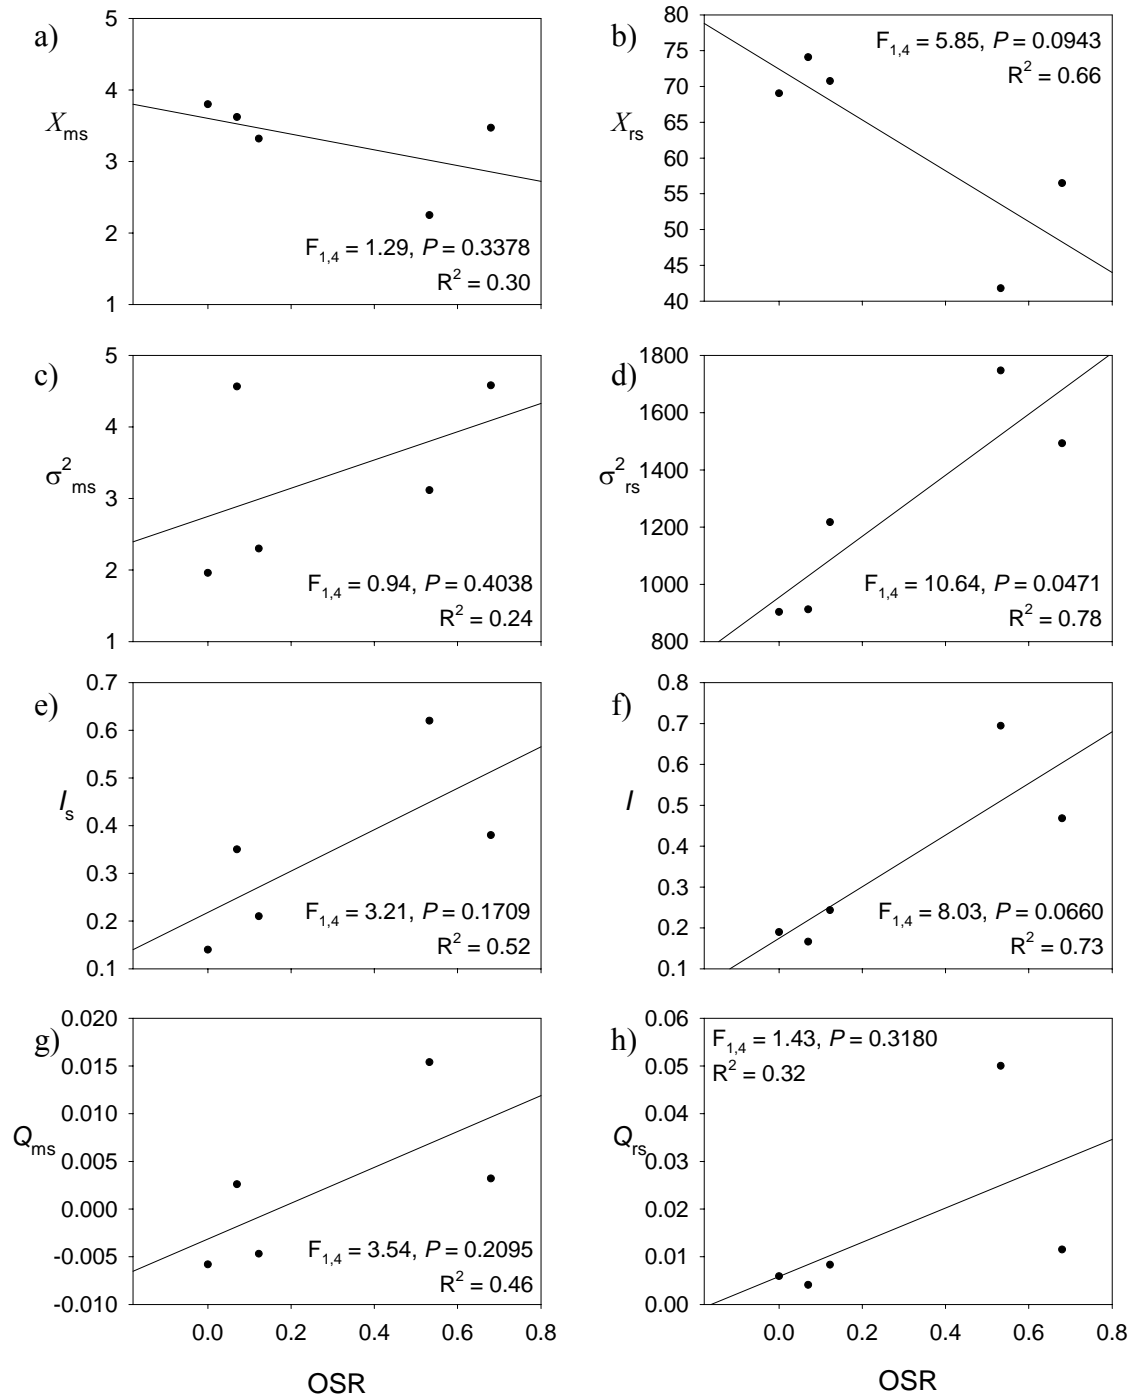 a)
5
4
3
2
1
X_ms
F_1,4 = 1.29, P = 0.3378
R² = 0.30
b)
80
75
70
65
60
55
50
45
40
X_rs
F_1,4 = 5.85, P = 0.0943
R² = 0.66
c)
5
4
3
2
1
σ²_ms
F_1,4 = 0.94, P = 0.4038
R² = 0.24
d)
1800
1600
1400
1200
1000
800
σ²_rs
F_1,4 = 10.64, P = 0.0471
R² = 0.78
e)
0.7
0.6
0.5
0.4
0.3
0.2
0.1
I_s
F_1,4 = 3.21, P = 0.1709
R² = 0.52
f)
0.8
0.7
0.6
0.5
0.4
0.3
0.2
0.1
I
F_1,4 = 8.03, P = 0.0660
R² = 0.73
g)
0.020
0.015
0.010
0.005
0.000
-0.005
-0.010
Q_ms
F_1,4 = 3.54, P = 0.2095
R² = 0.46
0.0 0.2 0.4 0.6 0.8
OSR
h)
0.06
0.05
0.04
0.03
0.02
0.01
0.00
Q_rs
F_1,4 = 1.43, P = 0.3180
R² = 0.32
0.0 0.2 0.4 0.6 0.8
OSR